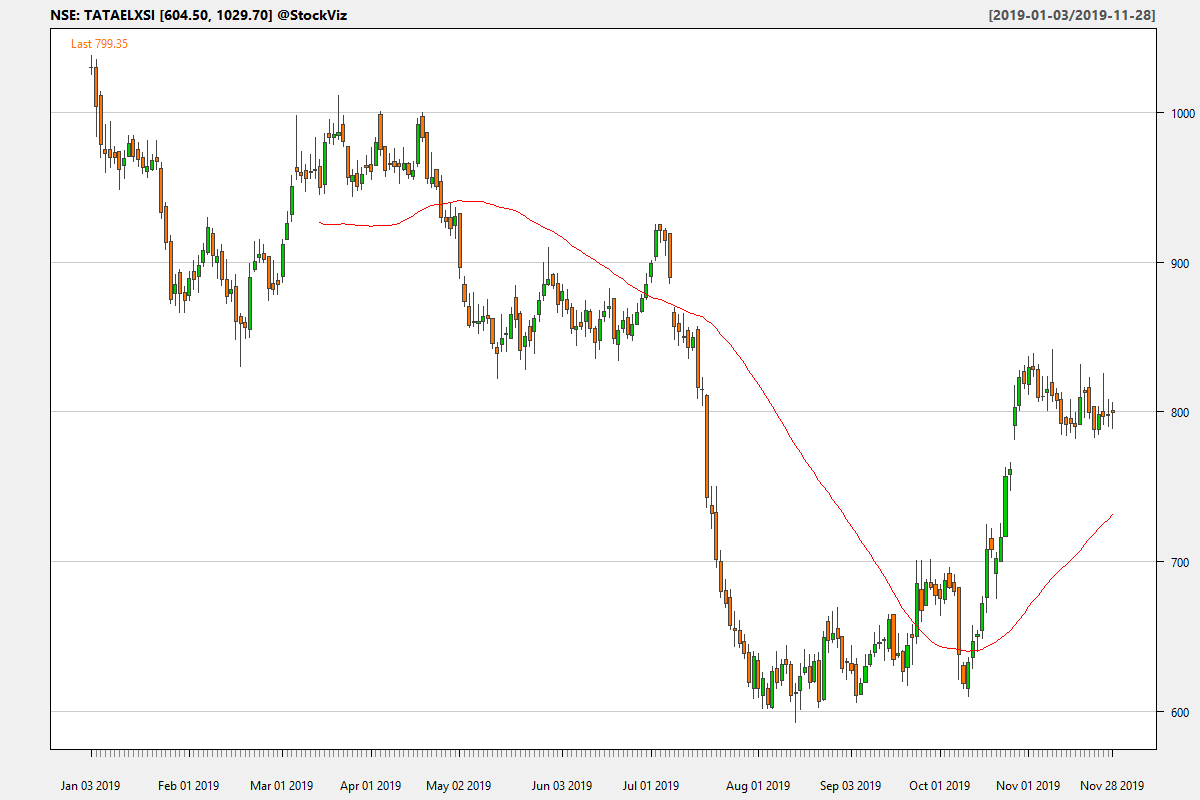 NSE: TATAELXSI [604.50, 1029.70] @StockViz
[2019-01-03/2019-11-28]
Last 799.35
1000
900
800
700
600
Jan 03 2019
Feb 01 2019
Mar 01 2019
Apr 01 2019
May 02 2019
Jun 03 2019
Jul 01 2019
Aug 01 2019
Sep 03 2019
Oct 01 2019
Nov 01 2019
Nov 28 2019